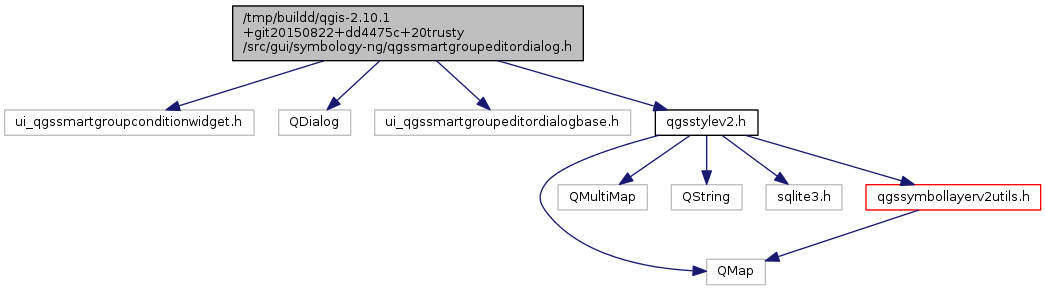 /tmp/buildd/qgis-2.10.1
+git20150822+dd4475c+20trusty
/src/gui/symbology-ng/qgssmartgroupeditordialog.h
ui_qgssmartgroupconditionwidget.h
QDialog
ui_qgssmartgroupeditordialogbase.h
qgsstylev2.h
QMultiMap
QString
sqlite3.h
qgssymbollayerv2utils.h
QMap